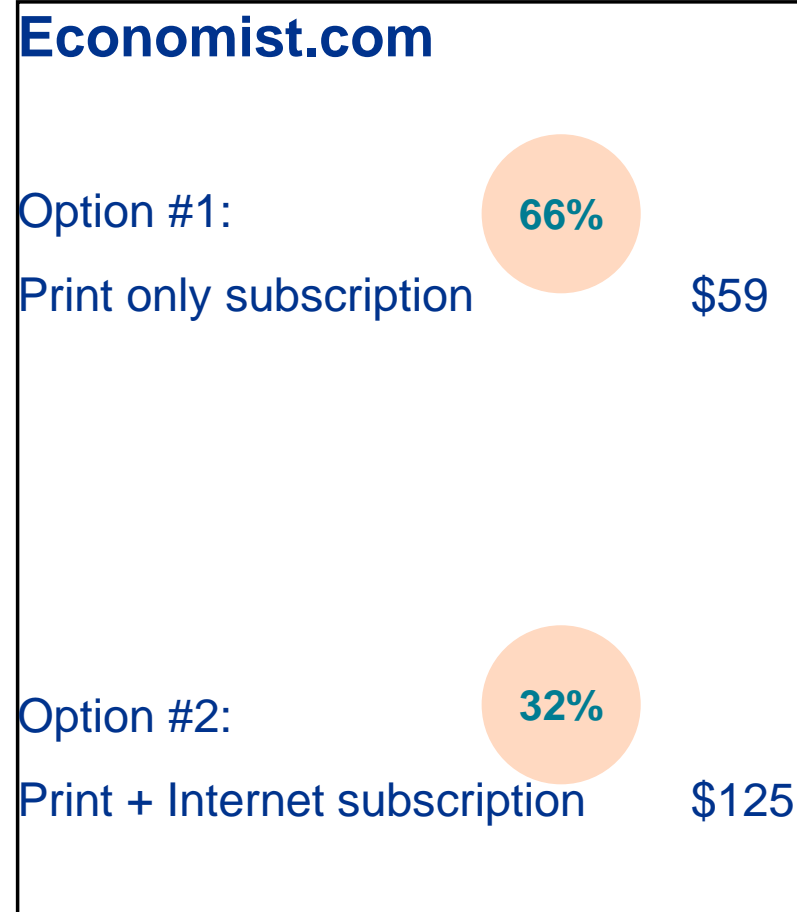 Economist.com
Option #1:
66%
Print only subscription $59
Option #2:
32%
Print + Internet subscription $125